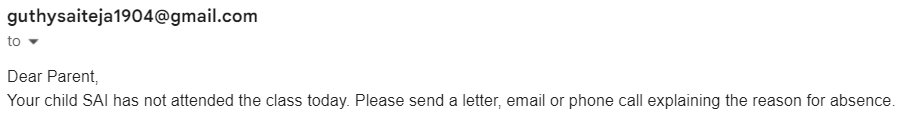 guthysaiteja1904@gmail.com
to
Dear Parent,
Your child SAI has not attended the class today. Please send a letter, email or phone call explaining the reason for absence.